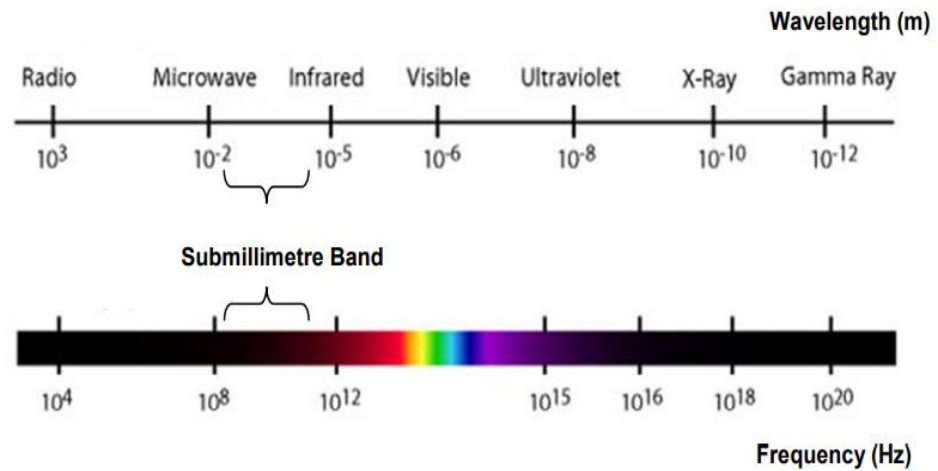 Wavelength (m)
Radio Microwave Infrared Visible Ultraviolet X-Ray Gamma Ray
10³ 10⁻² 10⁻⁵ 10⁻⁶ 10⁻⁸ 10⁻¹⁰ 10⁻¹²
Submillimetre Band
10⁴ 10⁸ 10¹² 10¹⁵ 10¹⁶ 10¹⁸ 10²⁰
Frequency (Hz)